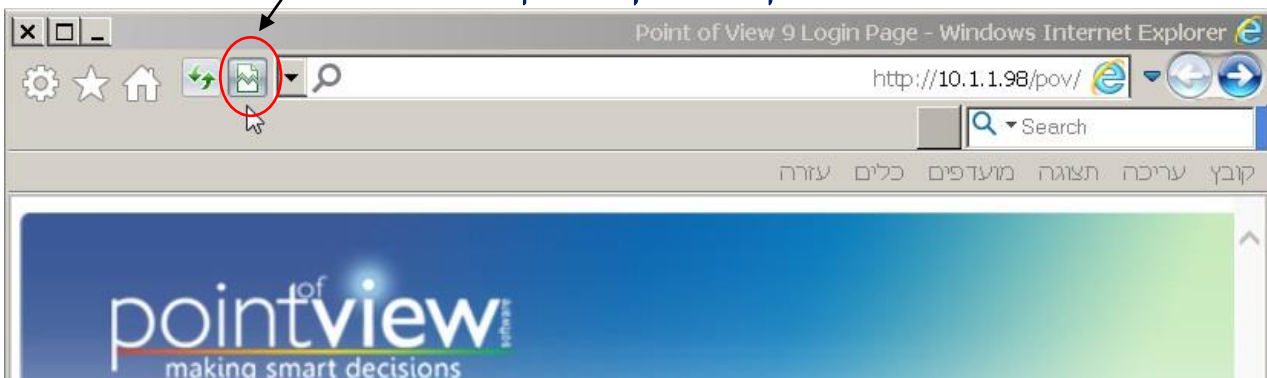 Point of View 9 Login Page - Windows Internet Explorer
http://10.1.1.98/pov/
Search
קובץ עריכה תצוגה מועדפים כלים עזרה
pointofview software
making smart decisions